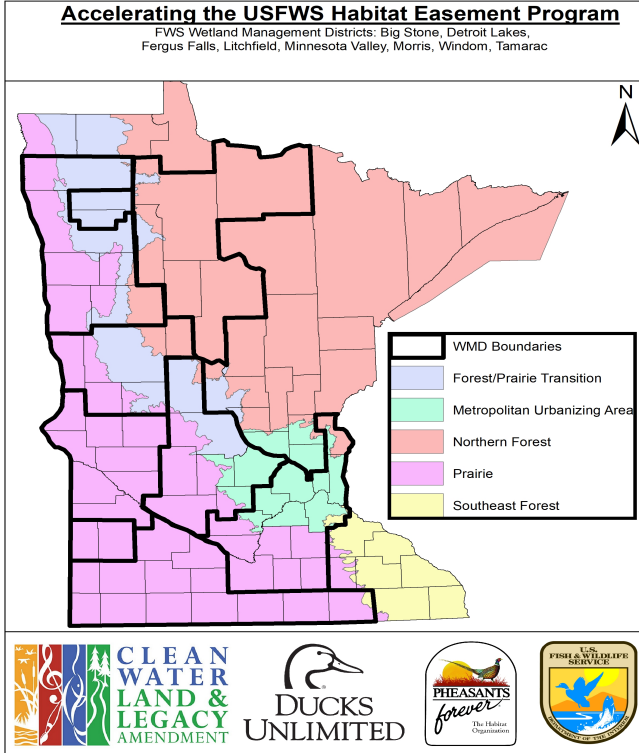 Accelerating the USFWS Habitat Easement Program
FWS Wetland Management Districts: Big Stone, Detroit Lakes,
Fergus Falls, Litchfield, Minnesota Valley, Morris, Windom, Tamarac
N
WMD Boundaries
Forest/Prairie Transition
Metropolitan Urbanizing Area
Northern Forest
Prairie
Southeast Forest
CLEAN
WATER
LAND &
LEGACY
AMENDMENT
DUCKS
UNLIMITED
PHEASANTS
forever
The Habitat
Organization
U.S.
FISH & WILDLIFE
SERVICE
DEPARTMENT OF THE INTERIOR